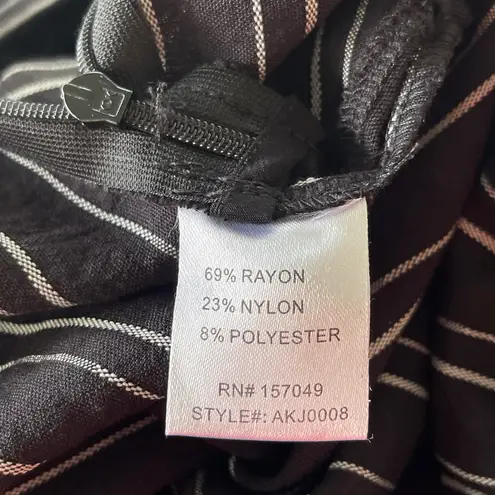 69% RAYON
23% NYLON
8% POLYESTER
RN# 157049
STYLE#: AKJ0008